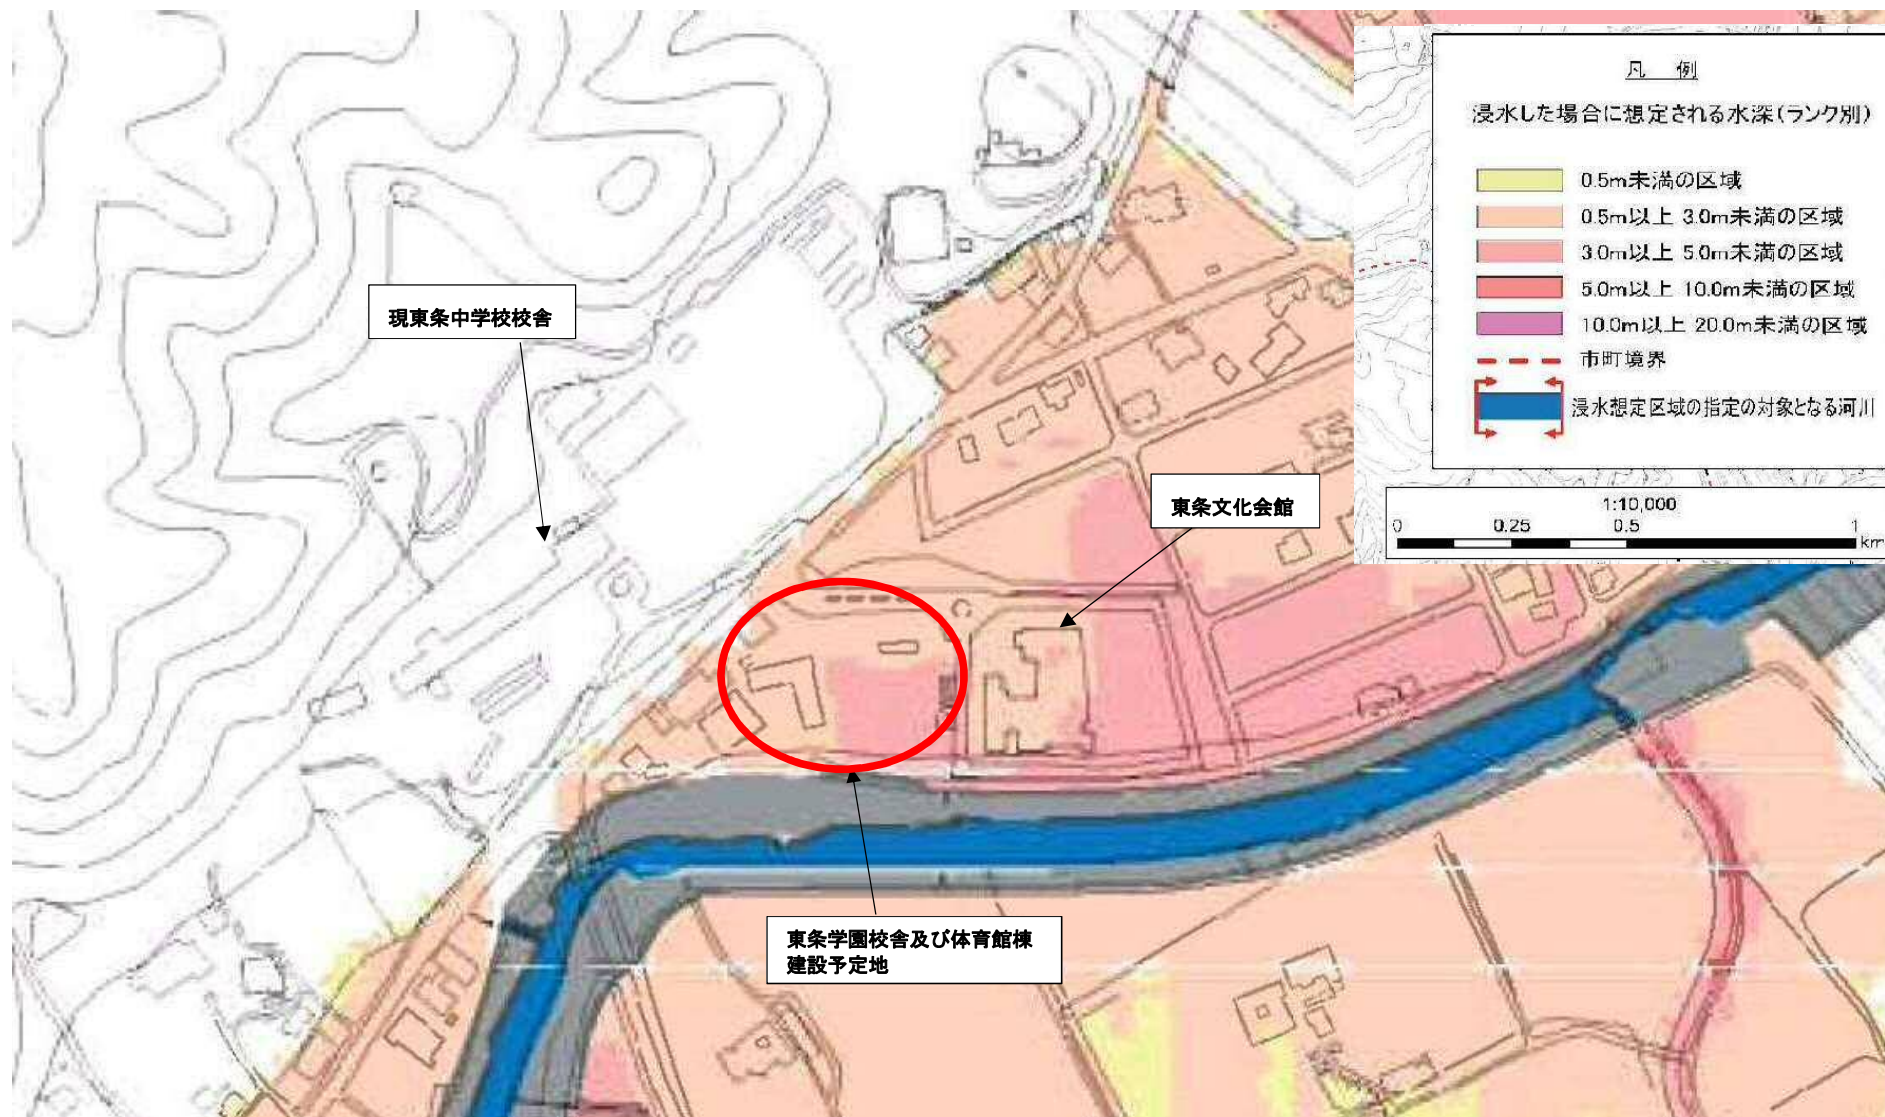 凡 例
浸水した場合に想定される水深(ランク別)
0.5m未満の区域
0.5m以上 3.0m未満の区域
3.0m以上 5.0m未満の区域
5.0m以上 10.0m未満の区域
10.0m以上 20.0m未満の区域
市町境界
浸水想定区域の指定の対象となる河川
1:10,000
0 0.25 0.5 1
km
現東条中学校校舎
東条文化会館
東条学園校舎及び体育館棟
建設予定地